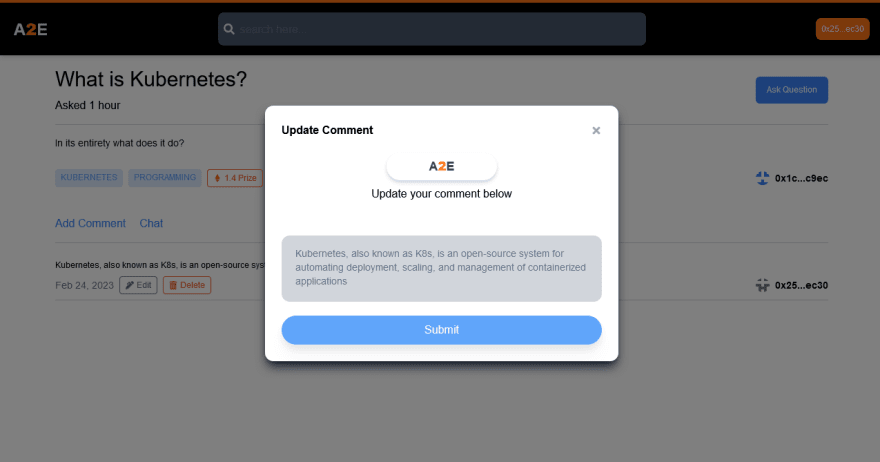 A2E
search here...
0x25...ec30
What is Kubernetes?
Asked 1 hour
Ask Question
In its entirety what does it do?
KUBERNETES
PROGRAMMING
1.4 Prize
0x1c...c9ec
Add Comment
Chat
Kubernetes, also known as K8s, is an open-source sys
Feb 24, 2023
Edit
Delete
0x25...ec30
Update Comment
×
A2E
Update your comment below
Kubernetes, also known as K8s, is an open-source system for
automating deployment, scaling, and management of containerized
applications
Submit